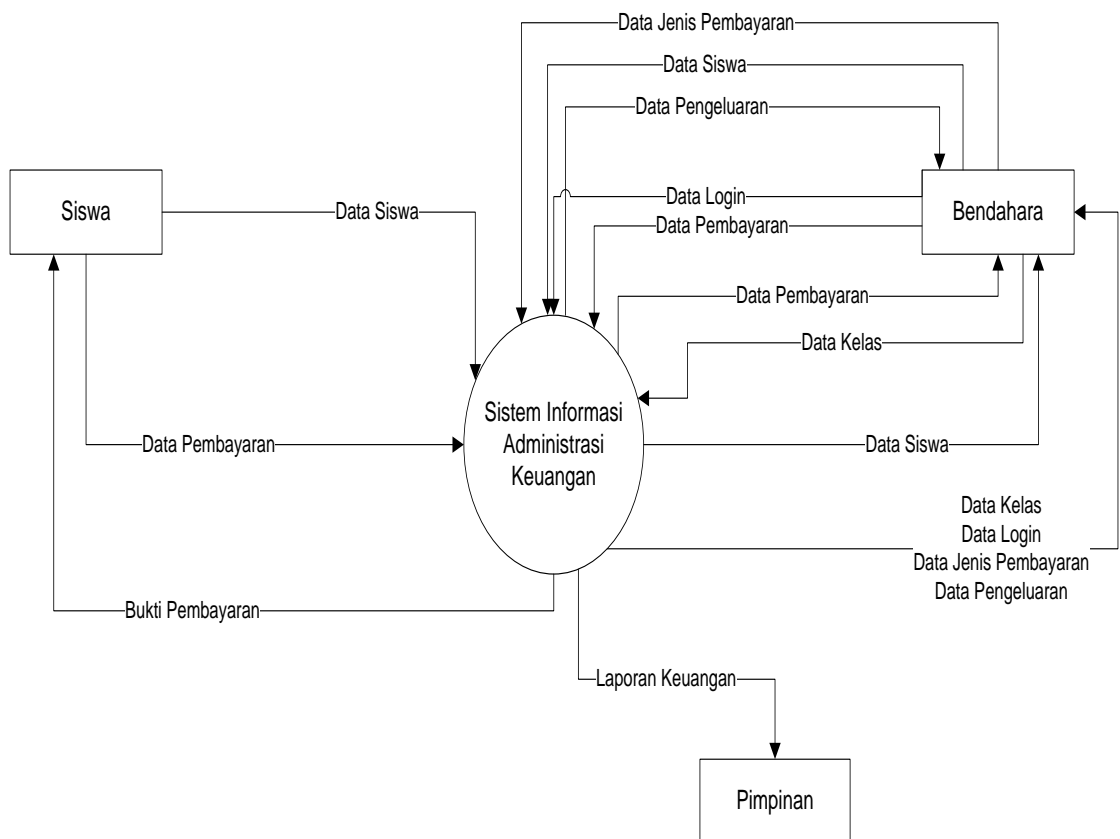 Data Jenis Pembayaran
Data Siswa
Data Pengeluaran
Siswa
Data Siswa
Data Login
Data Pembayaran
Bendahara
Data Pembayaran
Data Kelas
Sistem Informasi
Administrasi
Keuangan
Data Pembayaran
Data Siswa
Data Kelas
Data Login
Data Jenis Pembayaran
Data Pengeluaran
Bukti Pembayaran
Laporan Keuangan
Pimpinan